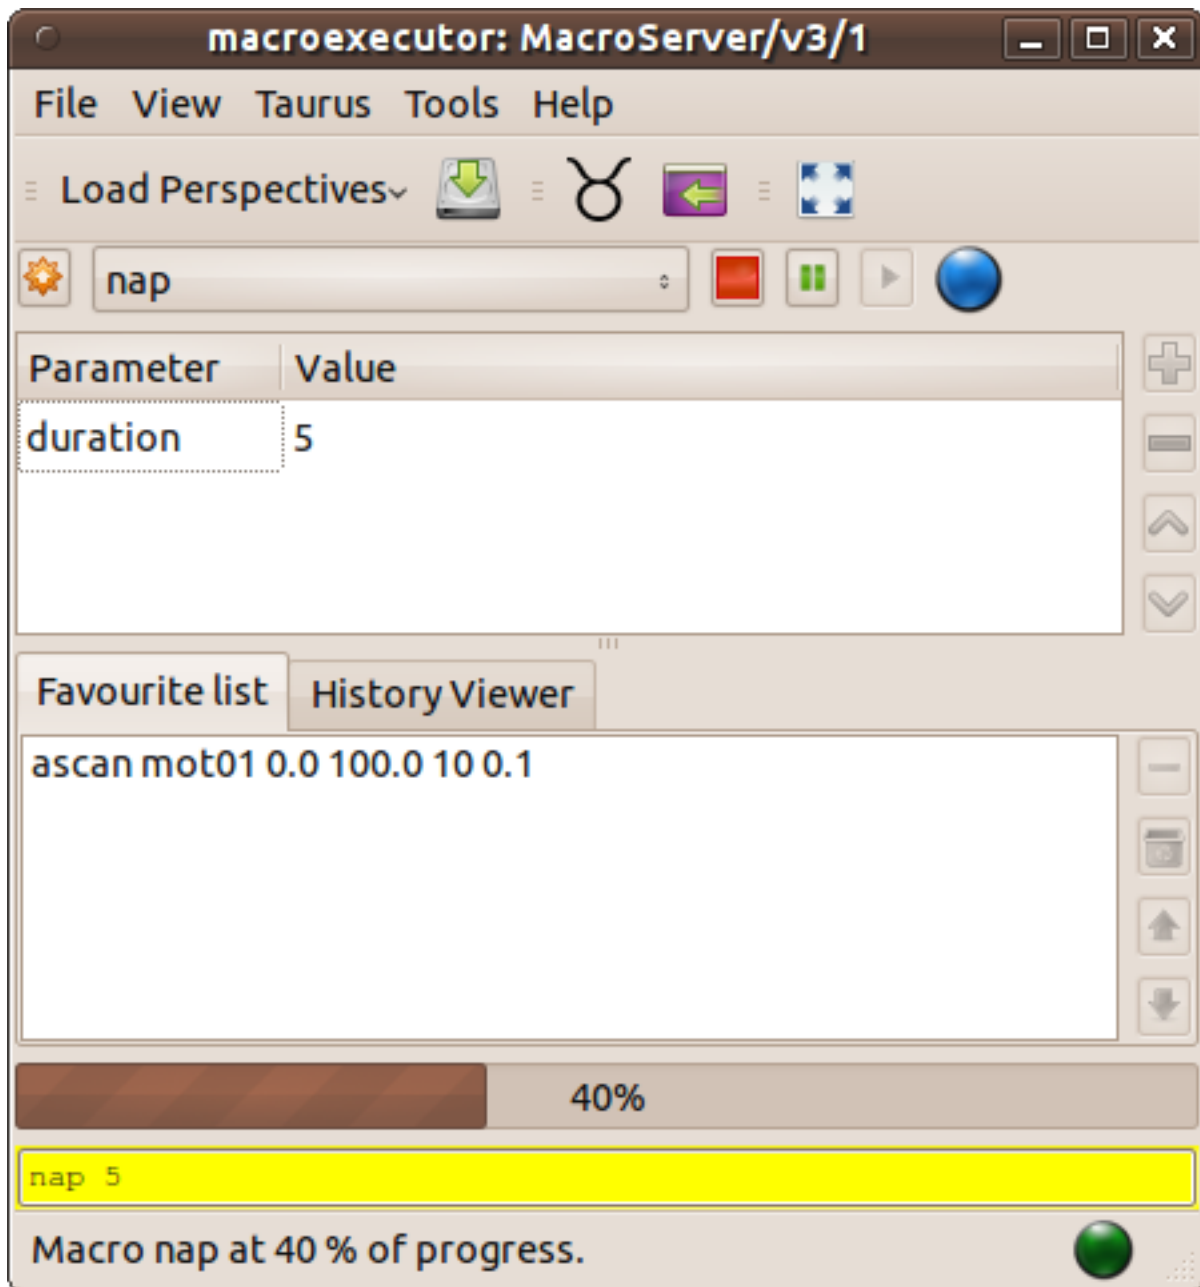 macroexecutor: MacroServer/v3/1
File View Taurus Tools Help
Load Perspectives
nap
Parameter Value
duration 5
Favourite list History Viewer
ascan mot01 0.0 100.0 10 0.1
40%
nap 5
Macro nap at 40 % of progress.